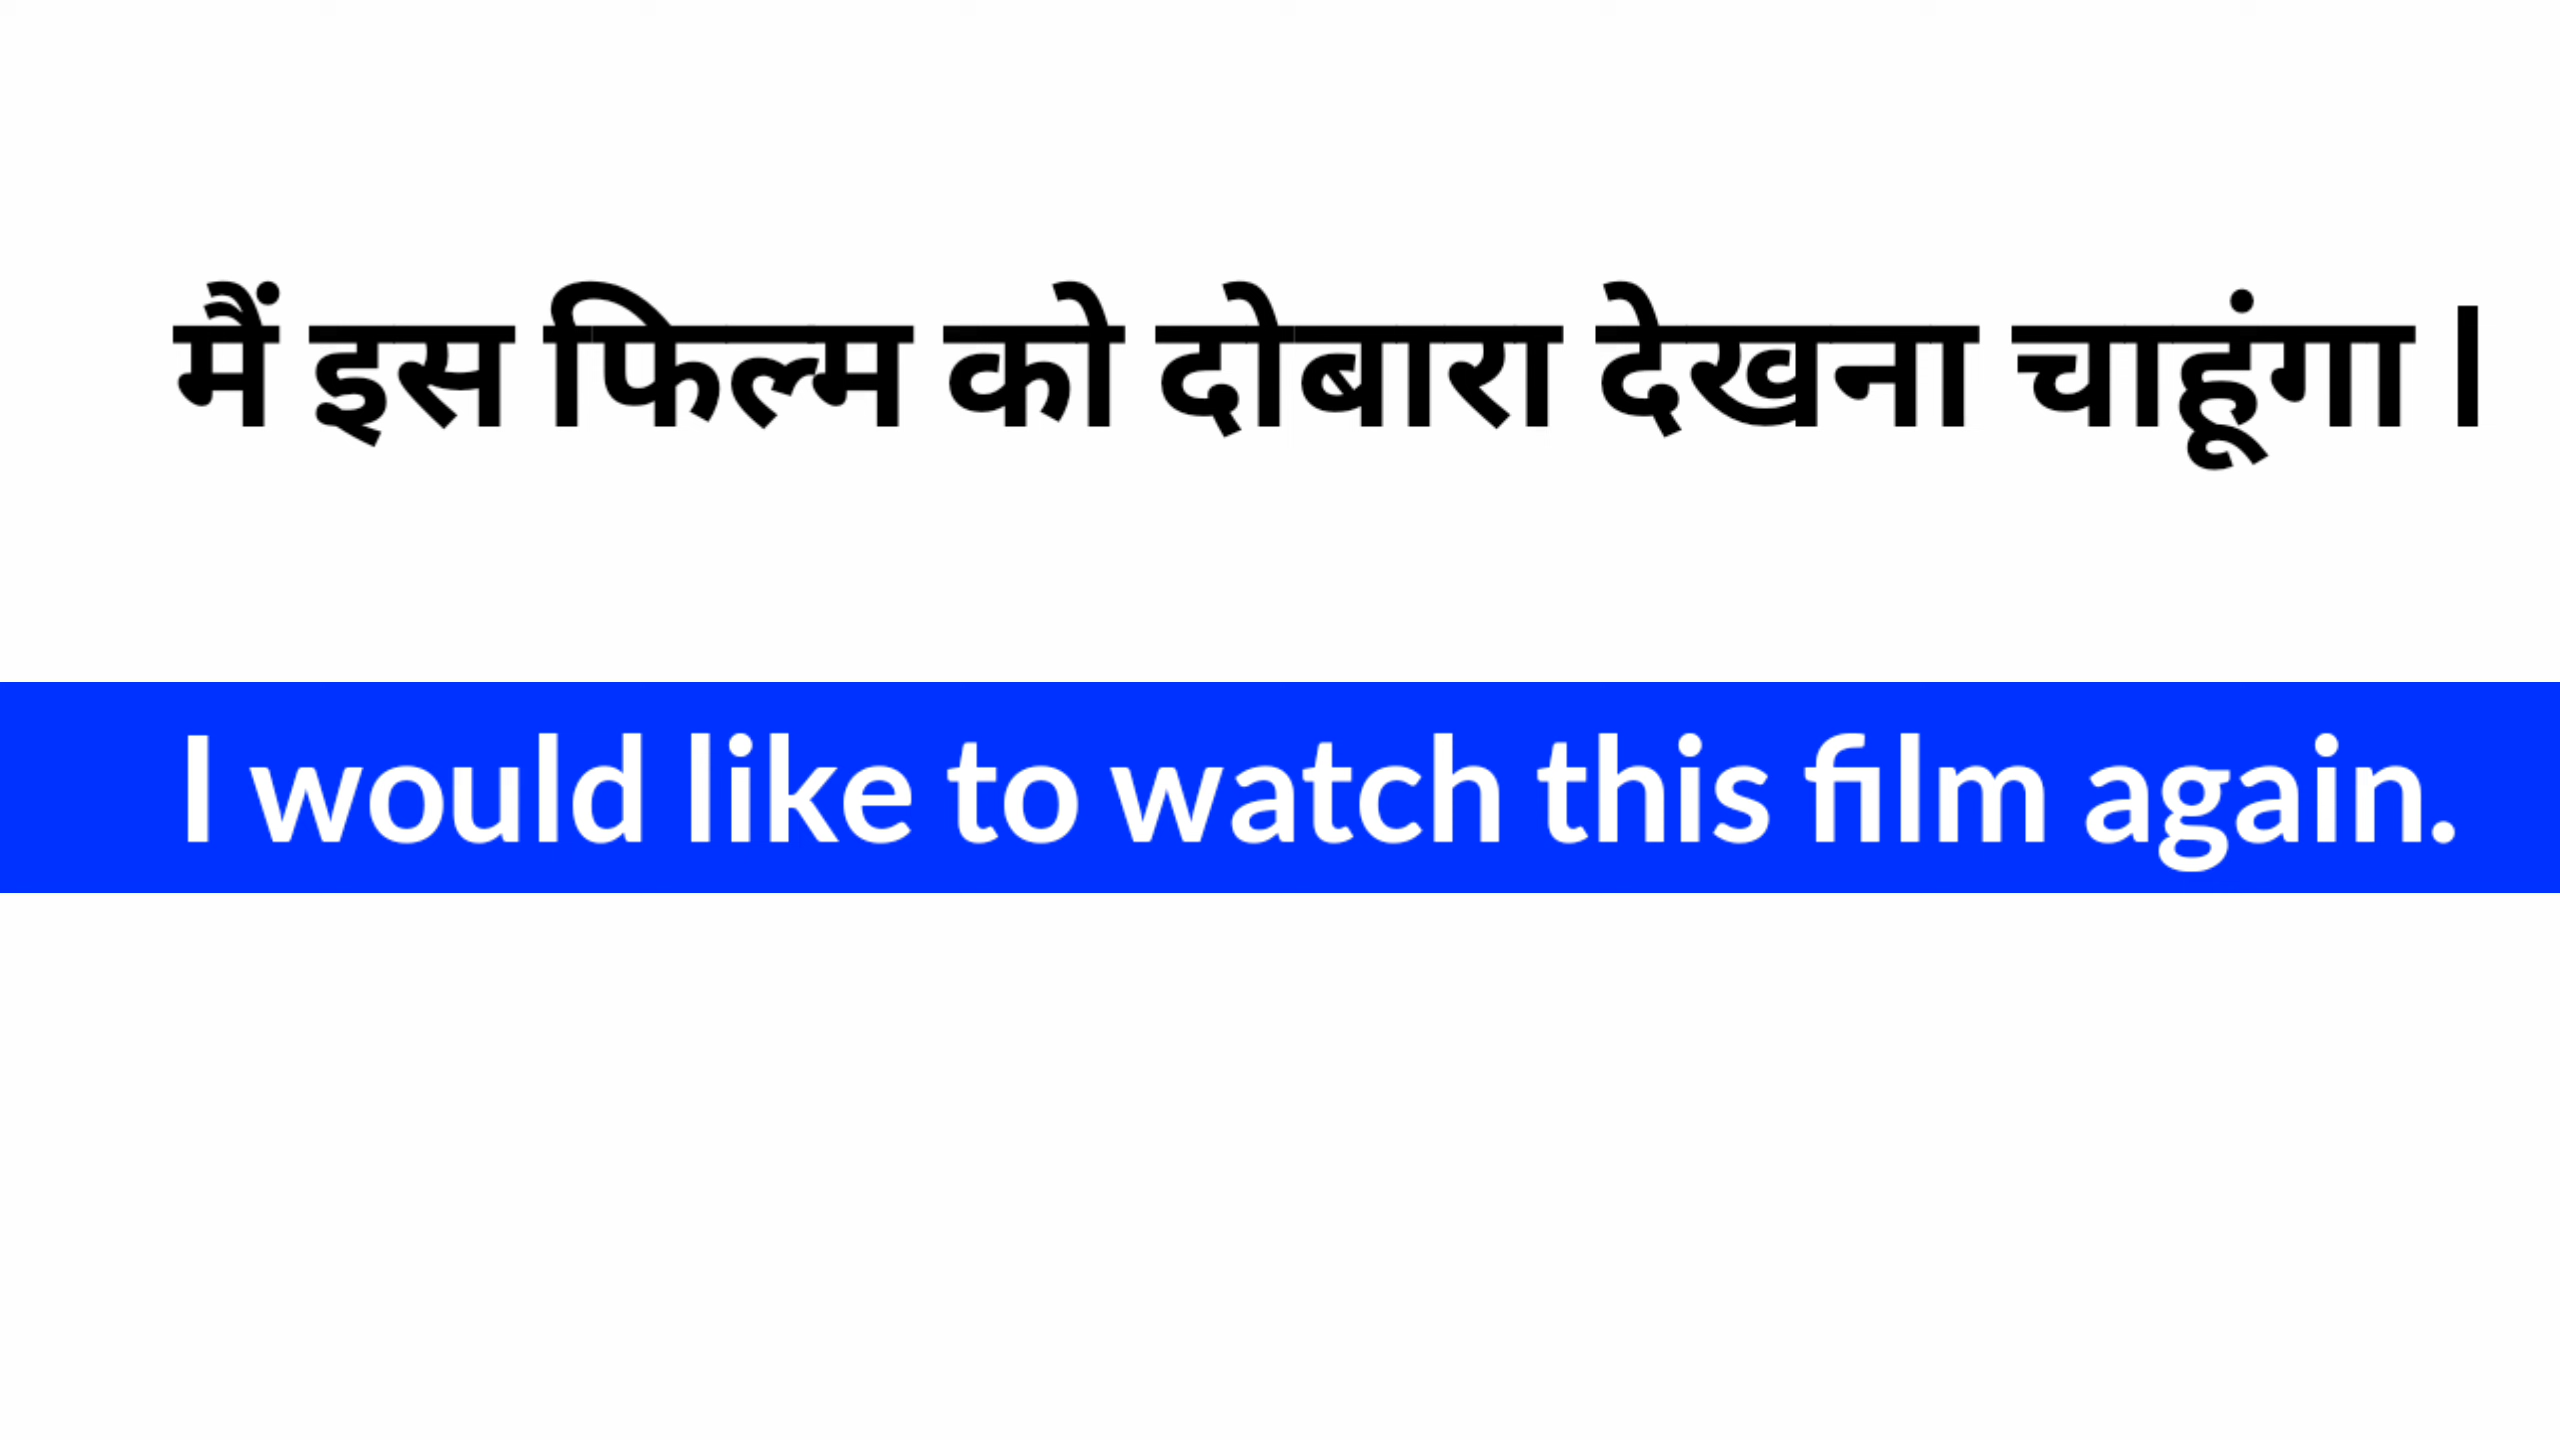 मैं इस फिल्म को दोबारा देखना चाहूंगा।
I would like to watch this film again.